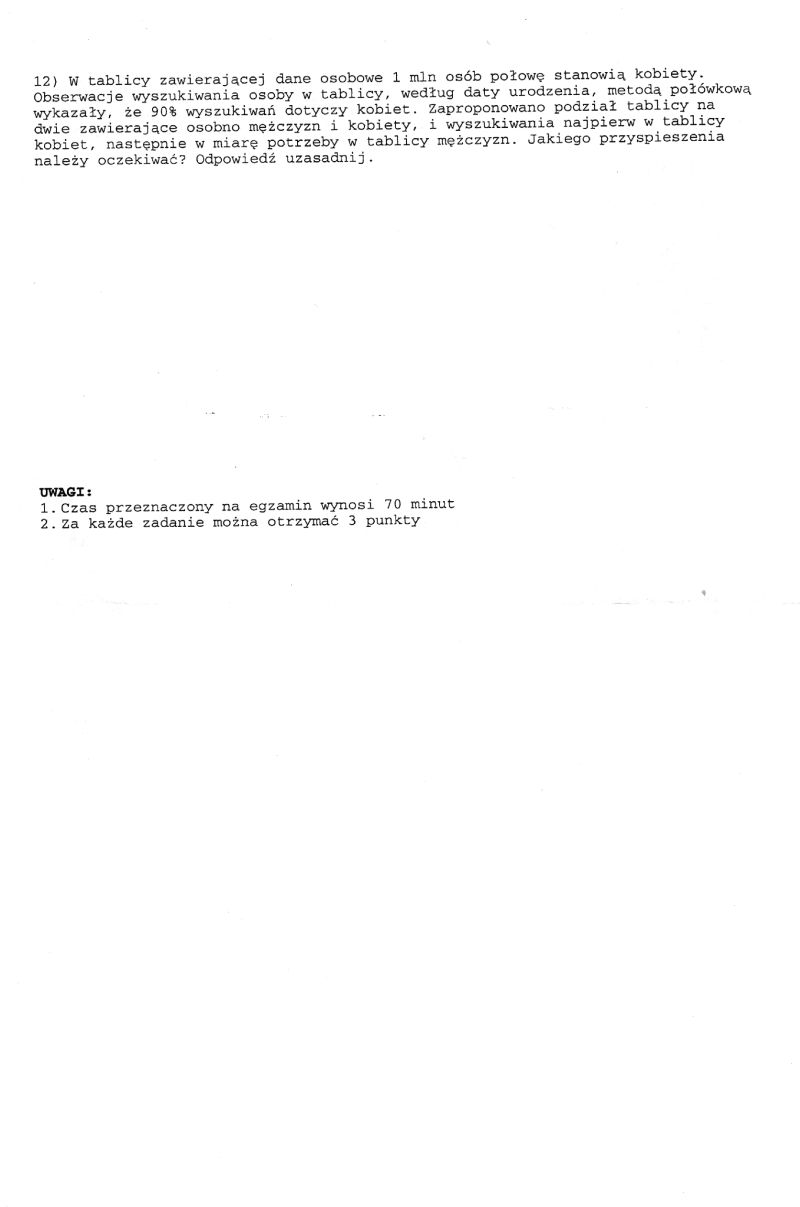 12) W tablicy zawierającej dane osobowe 1 mln osób połowę stanowią kobiety.
Obserwacje wyszukiwania osoby w tablicy, według daty urodzenia, metodą połówkową
wykazały, że 90% wyszukiwań dotyczy kobiet. Zaproponowano podział tablicy na
dwie zawierające osobno mężczyzn i kobiety, i wyszukiwania najpierw w tablicy
kobiet, następnie w miarę potrzeby w tablicy mężczyzn. Jakiego przyspieszenia
należy oczekiwać? Odpowiedź uzasadnij.
UWAGI:
1. Czas przeznaczony na egzamin wynosi 70 minut
2. Za każde zadanie można otrzymać 3 punkty